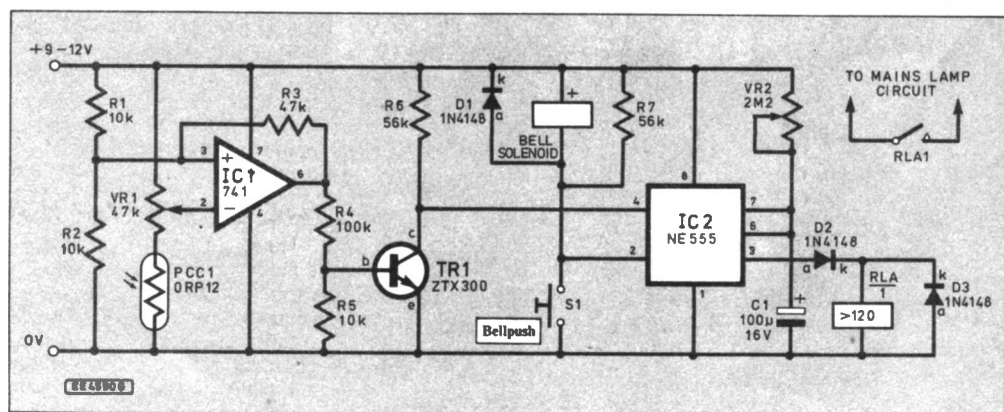 +9-12V
R1
10k
R3
47k
3
+
7
IC1
741
6
2
−
4
VR1
47k
R2
10k
PCC1
ORP12
R4
100k
R5
10k
R6
56k
b
c
e
TR1
ZTX300
D1
1N4148
k
a
+
BELL
SOLENOID
R7
56k
S1
Bellpush
4
2
8
IC2
NE555
7
6
3
1
VR2
2M2
C1
100µ
16V
+
D2
1N4148
a
k
RLA
1
>120
k
D3
1N4148
a
TO MAINS LAMP
CIRCUIT
RLA1
0V